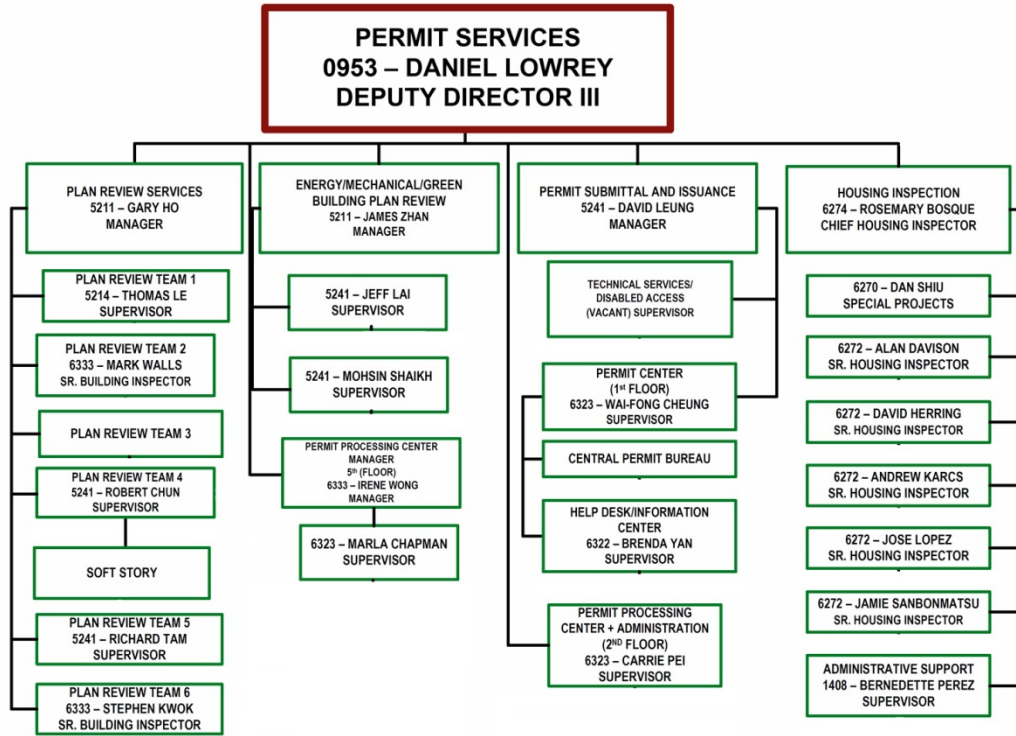 PERMIT SERVICES
0953 – DANIEL LOWREY
DEPUTY DIRECTOR III
PLAN REVIEW SERVICES
5211 – GARY HO
MANAGER
PLAN REVIEW TEAM 1
5214 – THOMAS LE
SUPERVISOR
PLAN REVIEW TEAM 2
6333 – MARK WALLS
SR. BUILDING INSPECTOR
PLAN REVIEW TEAM 3
PLAN REVIEW TEAM 4
5241 – ROBERT CHUN
SUPERVISOR
SOFT STORY
PLAN REVIEW TEAM 5
5241 – RICHARD TAM
SUPERVISOR
PLAN REVIEW TEAM 6
6333 – STEPHEN KWOK
SR. BUILDING INSPECTOR
ENERGY/MECHANICAL/GREEN
BUILDING PLAN REVIEW
5211 – JAMES ZHAN
MANAGER
5241 – JEFF LAI
SUPERVISOR
5241 – MOHSIN SHAIKH
SUPERVISOR
PERMIT PROCESSING CENTER
MANAGER
5th (FLOOR)
6333 – IRENE WONG
MANAGER
6323 – MARLA CHAPMAN
SUPERVISOR
PERMIT SUBMITTAL AND ISSUANCE
5241 – DAVID LEUNG
MANAGER
TECHNICAL SERVICES/
DISABLED ACCESS
(VACANT) SUPERVISOR
PERMIT CENTER
(1st FLOOR)
6323 – WAI-FONG CHEUNG
SUPERVISOR
CENTRAL PERMIT BUREAU
HELP DESK/INFORMATION
CENTER
6322 – BRENDA YAN
SUPERVISOR
PERMIT PROCESSING
CENTER + ADMINISTRATION
(2ND FLOOR)
6323 – CARRIE PEI
SUPERVISOR
HOUSING INSPECTION
6274 – ROSEMARY BOSQUE
CHIEF HOUSING INSPECTOR
6270 – DAN SHIU
SPECIAL PROJECTS
6272 – ALAN DAVISON
SR. HOUSING INSPECTOR
6272 – DAVID HERRING
SR. HOUSING INSPECTOR
6272 – ANDREW KARCS
SR. HOUSING INSPECTOR
6272 – JOSE LOPEZ
SR. HOUSING INSPECTOR
6272 – JAMIE SANBONMATSU
SR. HOUSING INSPECTOR
ADMINISTRATIVE SUPPORT
1408 – BERNEDETTE PEREZ
SUPERVISOR